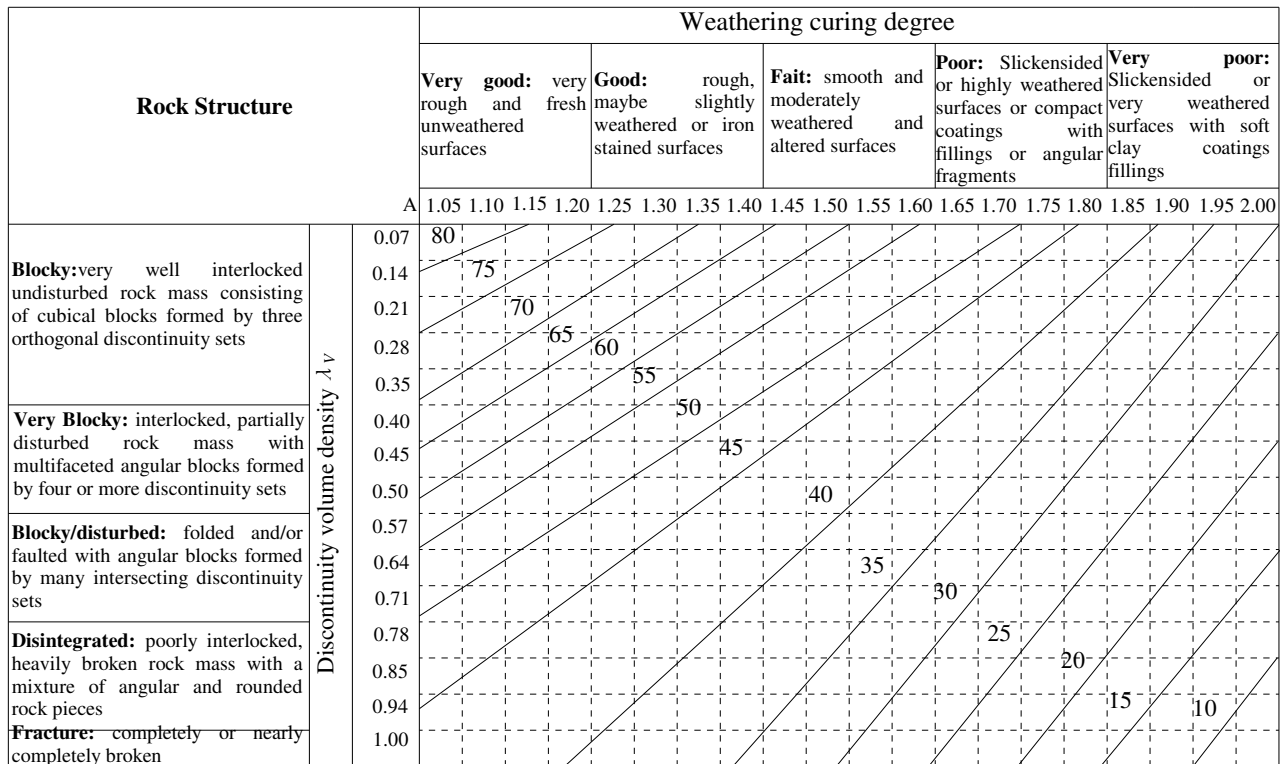 Weathering curing degree
Rock Structure
Very good: very
rough and fresh
unweathered
surfaces
Good: rough,
maybe slightly
weathered or iron
stained surfaces
Fait: smooth and
moderately
weathered and
altered surfaces
Poor: Slickensided
or highly weathered
surfaces or compact
coatings with
fillings or angular
fragments
Very poor:
Slickensided or
very weathered
surfaces with soft
clay coatings
fillings
A 1.05 1.10 1.15 1.20 1.25 1.30 1.35 1.40 1.45 1.50 1.55 1.60 1.65 1.70 1.75 1.80 1.85 1.90 1.95 2.00
Blocky:very well interlocked
undisturbed rock mass consisting
of cubical blocks formed by three
orthogonal discontinuity sets
Very Blocky: interlocked, partially
disturbed rock mass with
multifaceted angular blocks formed
by four or more discontinuity sets
Blocky/disturbed: folded and/or
faulted with angular blocks formed
by many intersecting discontinuity
sets
Disintegrated: poorly interlocked,
heavily broken rock mass with a
mixture of angular and rounded
rock pieces
Fracture: completely or nearly
completely broken
Discontinuity volume density λV
0.07
0.14
0.21
0.28
0.35
0.40
0.45
0.50
0.57
0.64
0.71
0.78
0.85
0.94
1.00
80
75
70
65
60
55
50
45
40
35
30
25
20
15
10